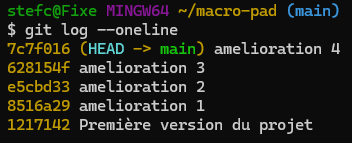 stefc@Fixe MINGW64 ~/macro-pad (main)
$ git log --oneline
7c7f016 (HEAD -> main) amelioration 4
628154f amelioration 3
e5cbd33 amelioration 2
8516a29 amelioration 1
1217142 Première version du projet